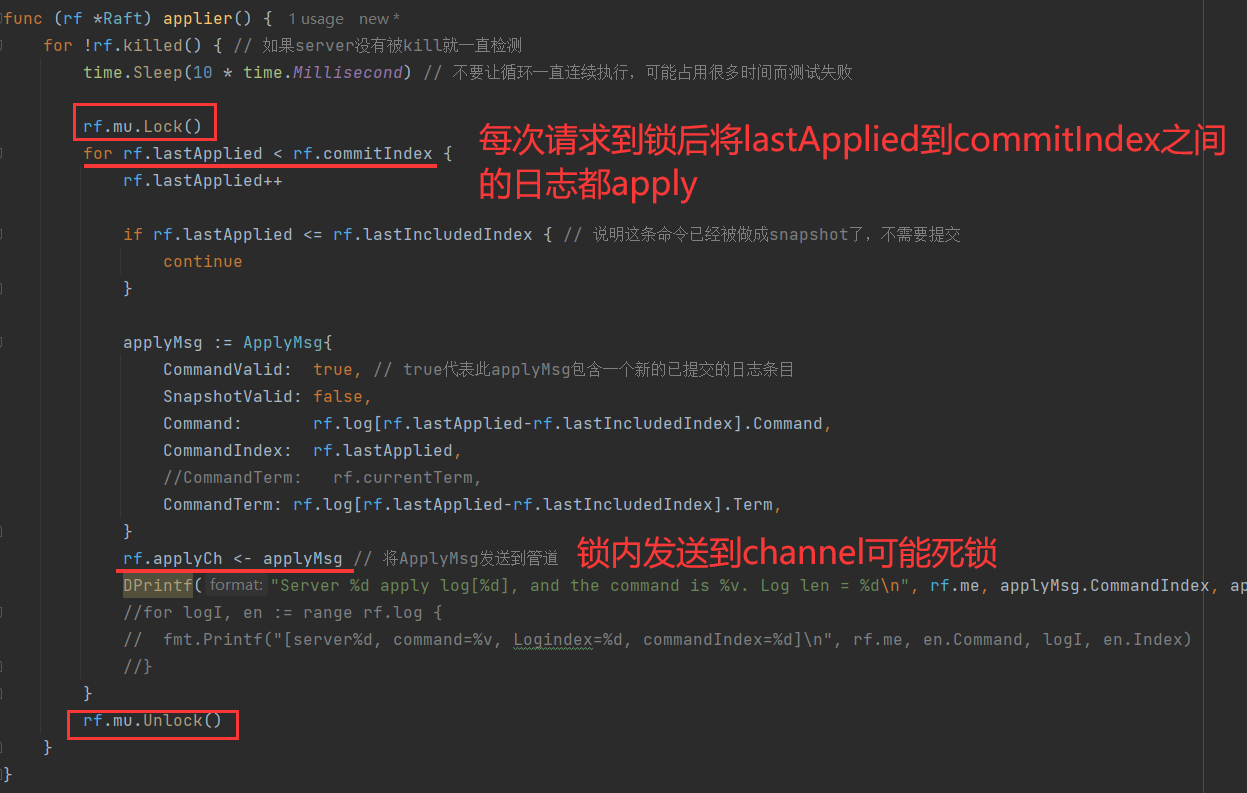 func (rf *Raft) applier() { 1 usage new *
for !rf.killed() { // 如果server没有被kill就一直检测
time.Sleep(10 * time.Millisecond) // 不要让循环一直连续执行，可能占用很多时间而测试失败
rf.mu.Lock()
每次请求到锁后将lastApplied到commitIndex之间
for rf.lastApplied < rf.commitIndex {
的日志都apply
rf.lastApplied++
if rf.lastApplied <= rf.lastIncludedIndex { // 说明这条命令已经被做成snapshot了，不需要提交
continue
}
applyMsg := ApplyMsg{
CommandValid: true, // true代表此applyMsg包含一个新的已提交的日志条目
SnapshotValid: false,
Command: rf.log[rf.lastApplied-rf.lastIncludedIndex].Command,
CommandIndex: rf.lastApplied,
//CommandTerm: rf.currentTerm,
CommandTerm: rf.log[rf.lastApplied-rf.lastIncludedIndex].Term,
}
rf.applyCh <- applyMsg // 将ApplyMsg发送到管道 锁内发送到channel可能死锁
DPrintf( format: "Server %d apply log[%d], and the command is %v. Log len = %d\n", rf.me, applyMsg.CommandIndex, ap
//for logI, en := range rf.log {
// fmt.Printf("[server%d, command=%v, Logindex=%d, commandIndex=%d]\n", rf.me, en.Command, logI, en.Index)
//}
}
rf.mu.Unlock()
}
}